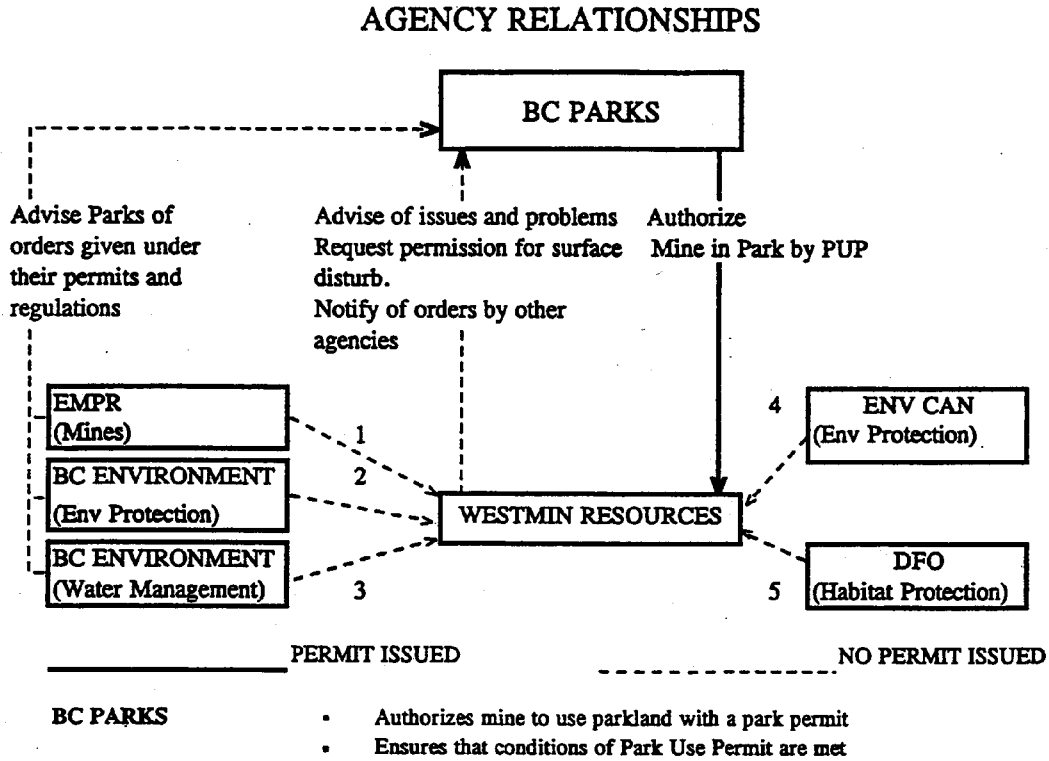 AGENCY RELATIONSHIPS
BC PARKS
Advise Parks of
orders given under
their permits and
regulations
Advise of issues and problems
Request permission for surface
disturb.
Notify of orders by other
agencies
Authorize
Mine in Park by PUP
EMPR
(Mines)
1
BC ENVIRONMENT
(Env Protection)
2
BC ENVIRONMENT
(Water Management)
3
WESTMIN RESOURCES
4
ENV CAN
(Env Protection)
5
DFO
(Habitat Protection)
PERMIT ISSUED
NO PERMIT ISSUED
BC PARKS
▪ Authorizes mine to use parkland with a park permit
▪ Ensures that conditions of Park Use Permit are met